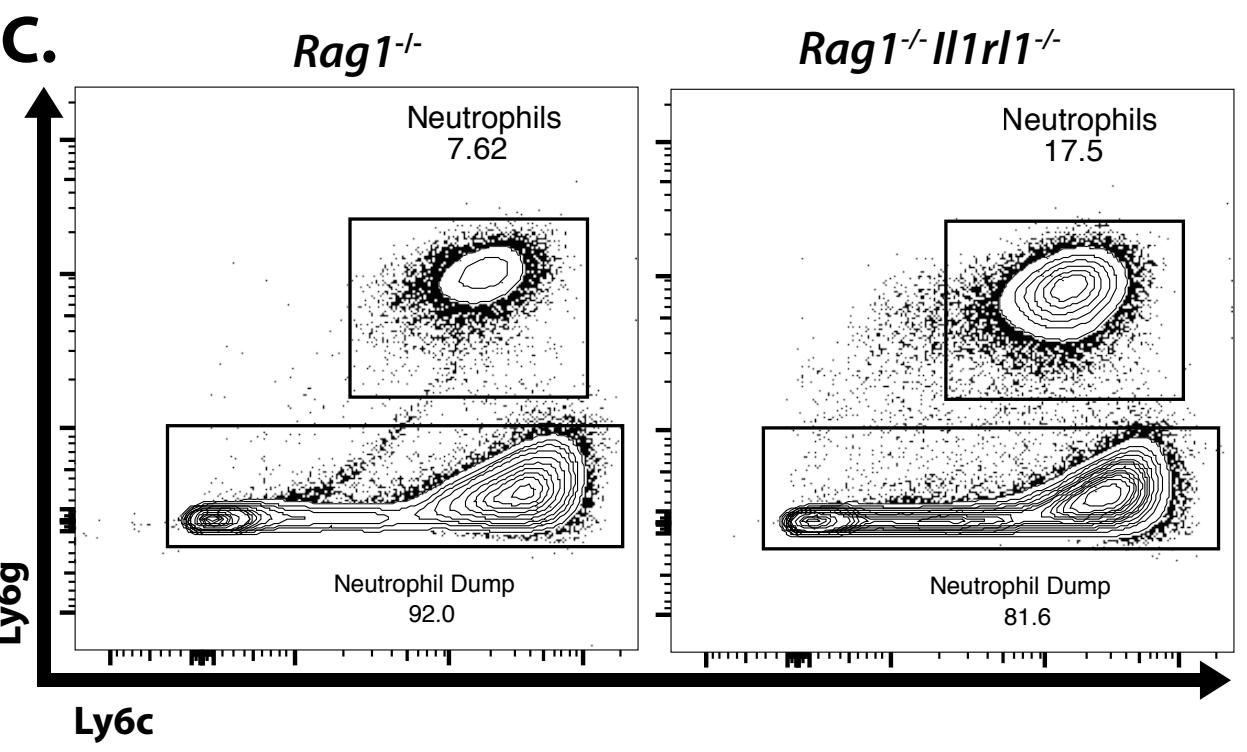 C.
Rag1-/-
Rag1-/- Il1rl1-/-
Neutrophils
7.62
Neutrophils
17.5
Neutrophil Dump
92.0
Neutrophil Dump
81.6
Ly6g
Ly6c